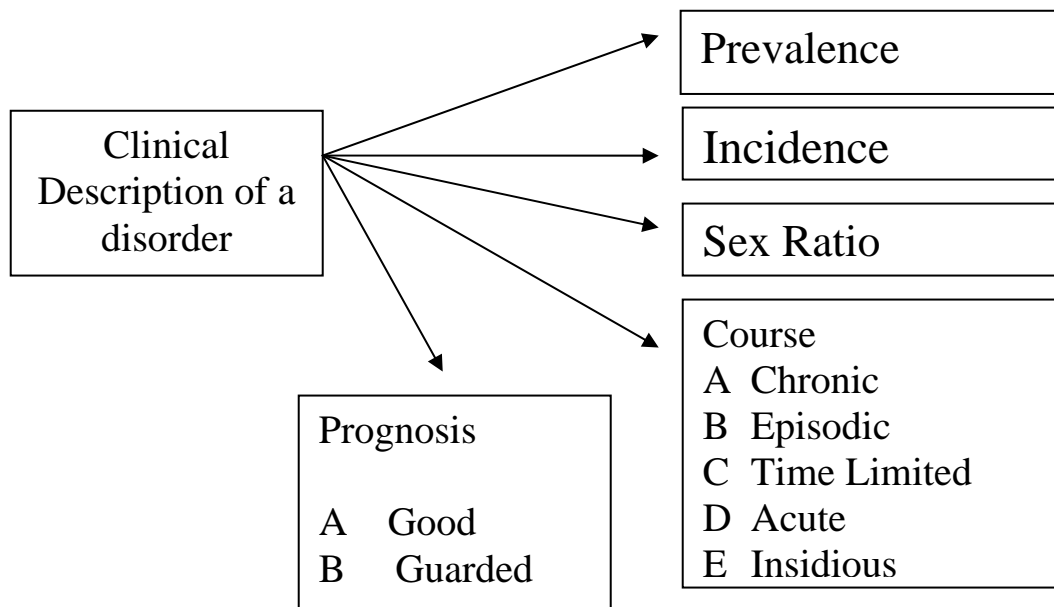 Clinical
Description of a
disorder
Prevalence
Incidence
Sex Ratio
Course
A Chronic
B Episodic
C Time Limited
D Acute
E Insidious
Prognosis
A Good
B Guarded